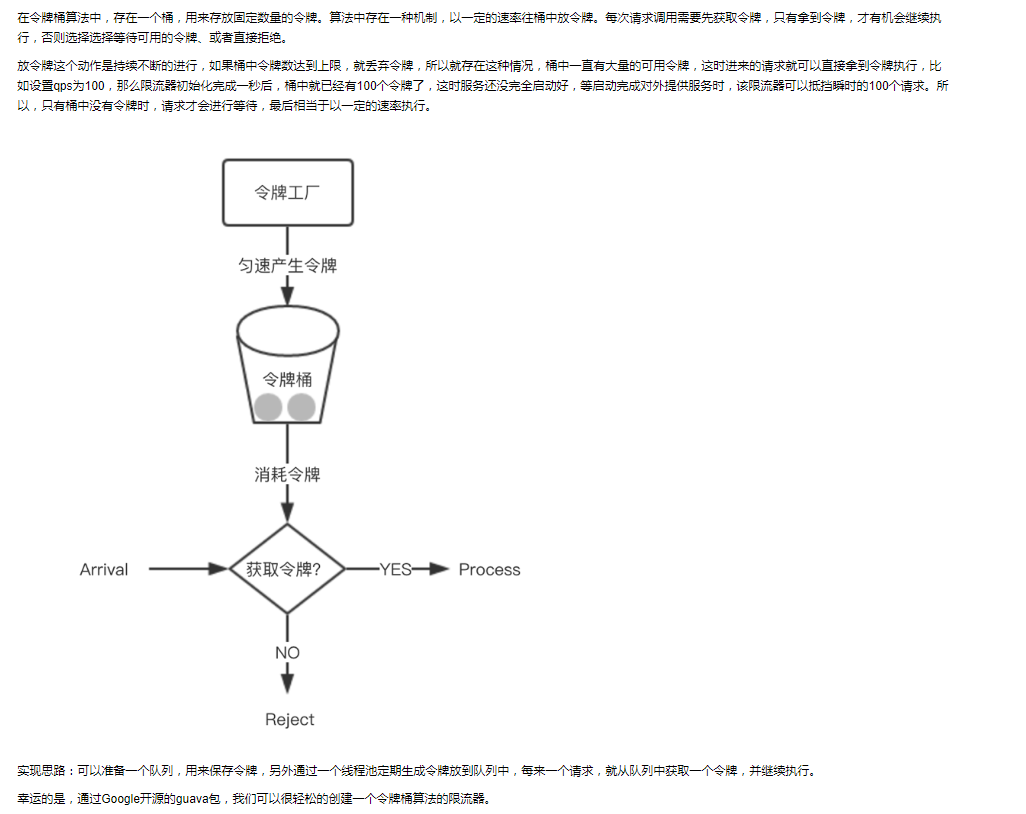 在令牌桶算法中，存在一个桶，用来存放固定数量的令牌。算法中存在一种机制，以一定的速率往桶中放令牌。每次请求调用需要先获取令牌，只有拿到令牌，才有机会继续执
行，否则选择选择等待可用的令牌、或者直接拒绝。
放令牌这个动作是持续不断的进行，如果桶中令牌数达到上限，就丢弃令牌，所以就存在这种情况，桶中一直有大量的可用令牌，这时进来的请求就可以直接拿到令牌执行，比
如设置qps为100，那么限流器初始化完成一秒后，桶中就已经有100个令牌了，这时服务还没完全启动好，等启动完成对外提供服务时，该限流器可以抵挡瞬时的100个请求。所
以，只有桶中没有令牌时，请求才会进行等待，最后相当于以一定的速率执行。
令牌工厂
匀速产生令牌
令牌桶
消耗令牌
Arrival
获取令牌?
YES
Process
NO
Reject
实现思路：可以准备一个队列，用来保存令牌，另外通过一个线程池定期生成令牌放到队列中，每来一个请求，就从队列中获取一个令牌，并继续执行。
幸运的是，通过Google开源的guava包，我们可以很轻松的创建一个令牌桶算法的限流器。